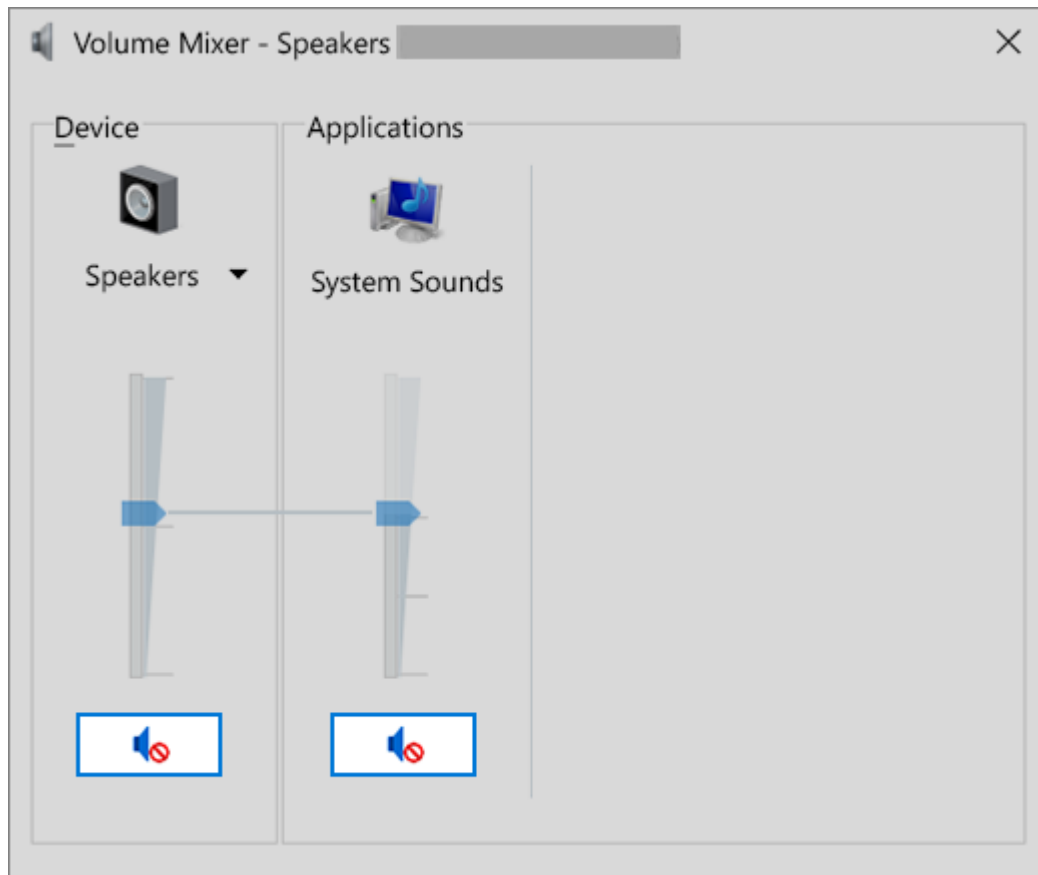 Volume Mixer - Speakers
Device
Applications
Speakers
System Sounds